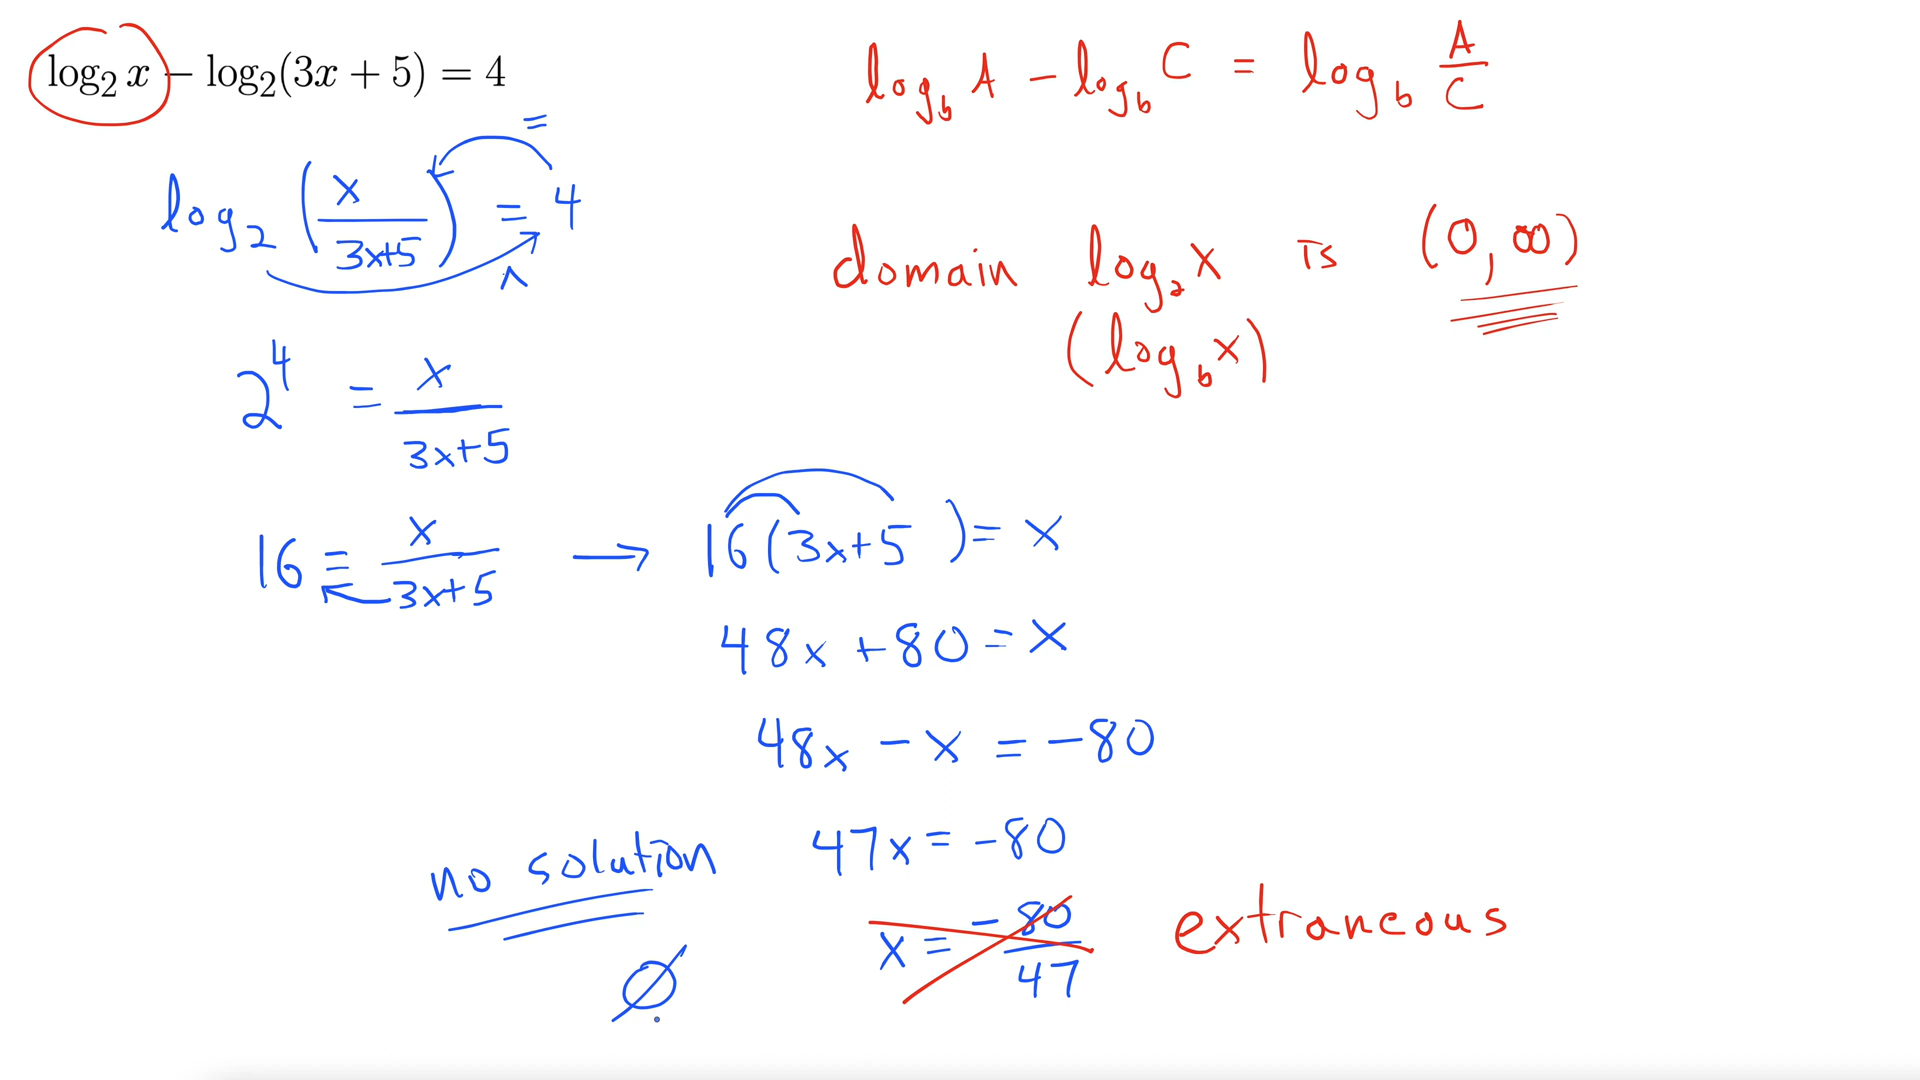 log₂ x − log₂(3x + 5) = 4
log_b A − log_b C = log_b A/C
=
log₂ (x/(3x+5)) = 4
^
domain log₂ x is (0, ∞)
(log_b x)
2⁴ = x/(3x+5)
16 = x/(3x+5) → 16(3x+5) = x
48x + 80 = x
48x − x = −80
47x = −80
no solution
x = −80/47 extraneous
∅